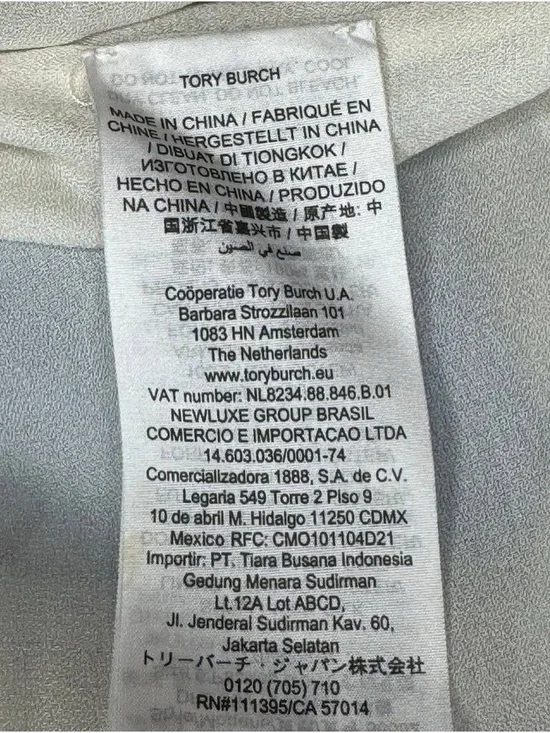 TORY BURCH
MADE IN CHINA / FABRIQUÉ EN
CHINE / HERGESTELLT IN CHINA
/ DIBUAT DI TIONGKOK /
ИЗГОТОВЛЕНО В КИТАЕ /
HECHO EN CHINA / PRODUZIDO
NA CHINA / 中國製造 / 原产地: 中
国浙江省嘉兴市 / 中国製
صنع في الصين
Coöperatie Tory Burch U.A.
Barbara Strozzilaan 101
1083 HN Amsterdam
The Netherlands
www.toryburch.eu
VAT number: NL8234.88.846.B.01
NEWLUXE GROUP BRASIL
COMERCIO E IMPORTACAO LTDA
14.603.036/0001-74
Comercializadora 1888, S.A. de C.V.
Legaria 549 Torre 2 Piso 9
10 de abril M. Hidalgo 11250 CDMX
Mexico RFC: CMO101104D21
Importir: PT. Tiara Busana Indonesia
Gedung Menara Sudirman
Lt.12A Lot ABCD,
Jl. Jenderal Sudirman Kav. 60,
Jakarta Selatan
トリーバーチ・ジャパン株式会社
0120 (705) 710
RN#111395/CA 57014